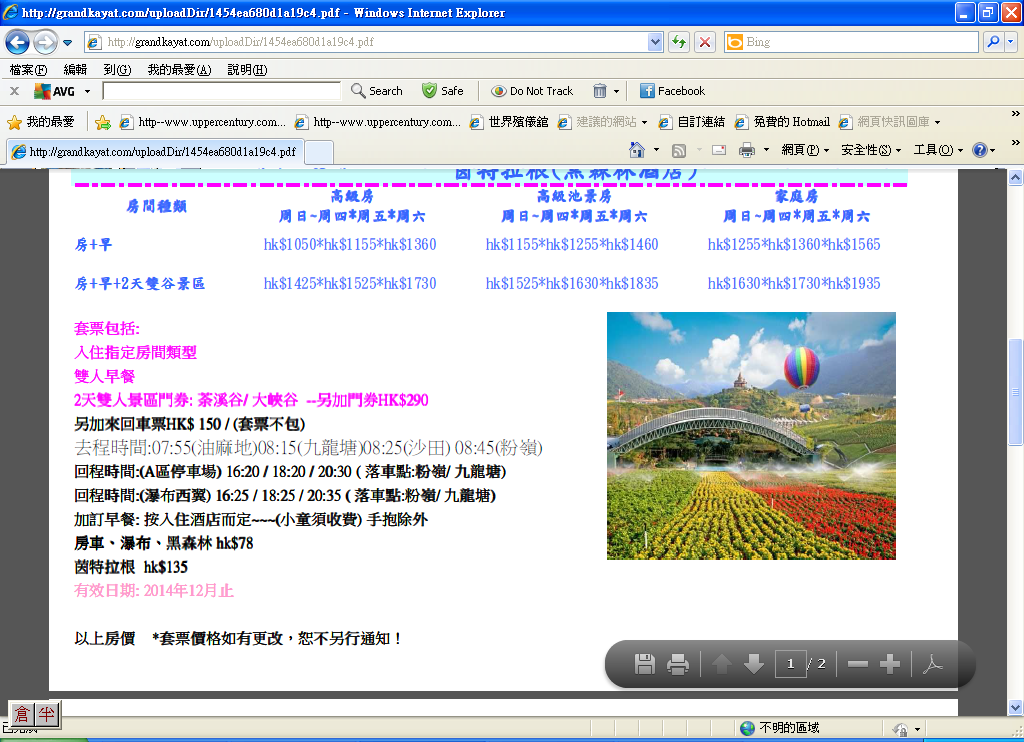 http://grandkayat.com/uploadDir/1454ea680d1a19c4.pdf - Windows Internet Explorer
http://grandkayat.com/uploadDir/1454ea680d1a19c4.pdf
Bing
檔案(F) 編輯 到(G) 我的最愛(A) 說明(H)
x AVG Search Safe Do Not Track Facebook
我的最愛 http--www.uppercentury.com... http--www.uppercentury.com... 世界殯儀舘 建議的網站 自訂連結 免費的 Hotmail 網頁快訊圖庫 »
http://grandkayat.com/uploadDir/1454ea680d1a19c4.pdf
網頁(P) 安全性(S) 工具(O) »
茵特拉根(黑森林酒店)
房間種類 高級房 高級池景房 家庭房
周日~周四*周五*周六 周日~周四*周五*周六 周日~周四*周五*周六
房+早 hk$1050*hk$1155*hk$1360 hk$1155*hk$1255*hk$1460 hk$1255*hk$1360*hk$1565
房+早+2天雙谷景區 hk$1425*hk$1525*hk$1730 hk$1525*hk$1630*hk$1835 hk$1630*hk$1730*hk$1935
套票包括:
入住指定房間類型
雙人早餐
2天雙人景區門券: 茶溪谷/ 大峽谷 --另加門券HK$290
另加來回車票HK$ 150 / (套票不包)
去程時間:07:55(油麻地)08:15(九龍塘)08:25(沙田) 08:45(粉嶺)
回程時間:(A區停車場) 16:20 / 18:20 / 20:30 ( 落車點:粉嶺/ 九龍塘)
回程時間:(瀑布西翼) 16:25 / 18:25 / 20:35 ( 落車點:粉嶺/ 九龍塘)
加訂早餐: 按入住酒店而定~~~(小童須收費) 手抱除外
房車、瀑布、黑森林 hk$78
茵特拉根 hk$135
有效日期: 2014年12月止
以上房價 *套票價格如有更改，恕不另行通知！
1 / 2
倉 半
不明的區域